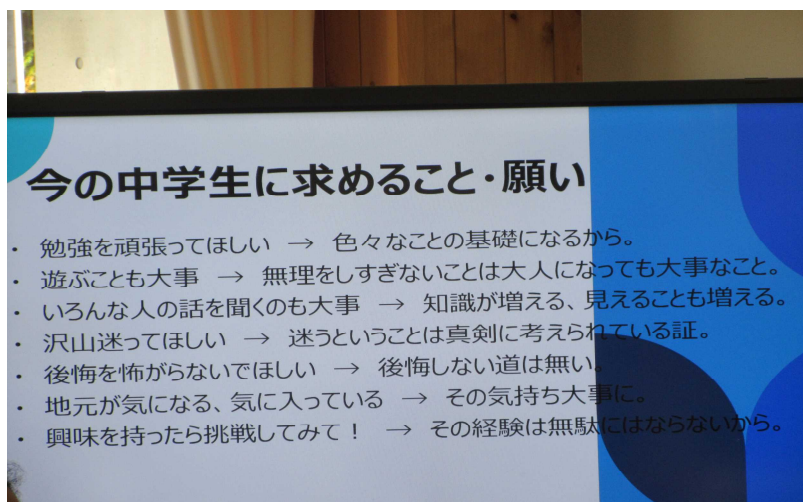 今の中学生に求めること・願い
・ 勉強を頑張ってほしい → 色々なことの基礎になるから。
・ 遊ぶことも大事 → 無理をしすぎないことは大人になっても大事なこと。
・ いろんな人の話を聞くのも大事 → 知識が増える、見えることも増える。
・ 沢山迷ってほしい → 迷うということは真剣に考えられている証。
・ 後悔を怖がらないでほしい → 後悔しない道は無い。
・ 地元が気になる、気に入っている → その気持ち大事に。
・ 興味を持ったら挑戦してみて！ → その経験は無駄にはならないから。